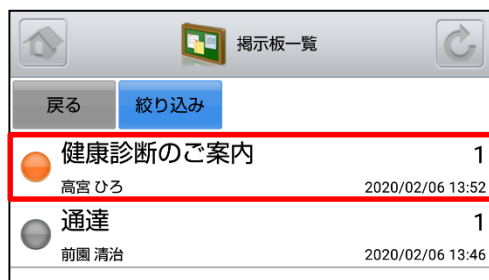 掲示板一覧
戻る 絞り込み
健康診断のご案内 1
高宮 ひろ 2020/02/06 13:52
通達 1
前園 清治 2020/02/06 13:46